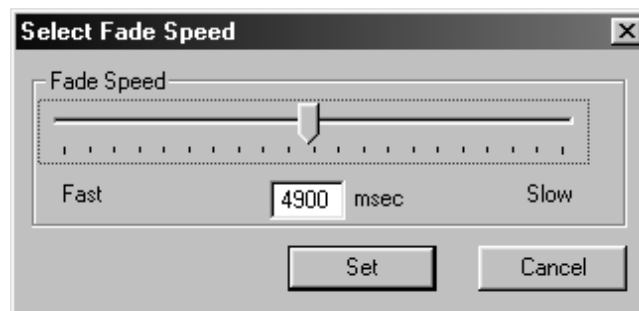 Select Fade Speed
Fade Speed
Fast 4900 msec Slow
Set Cancel